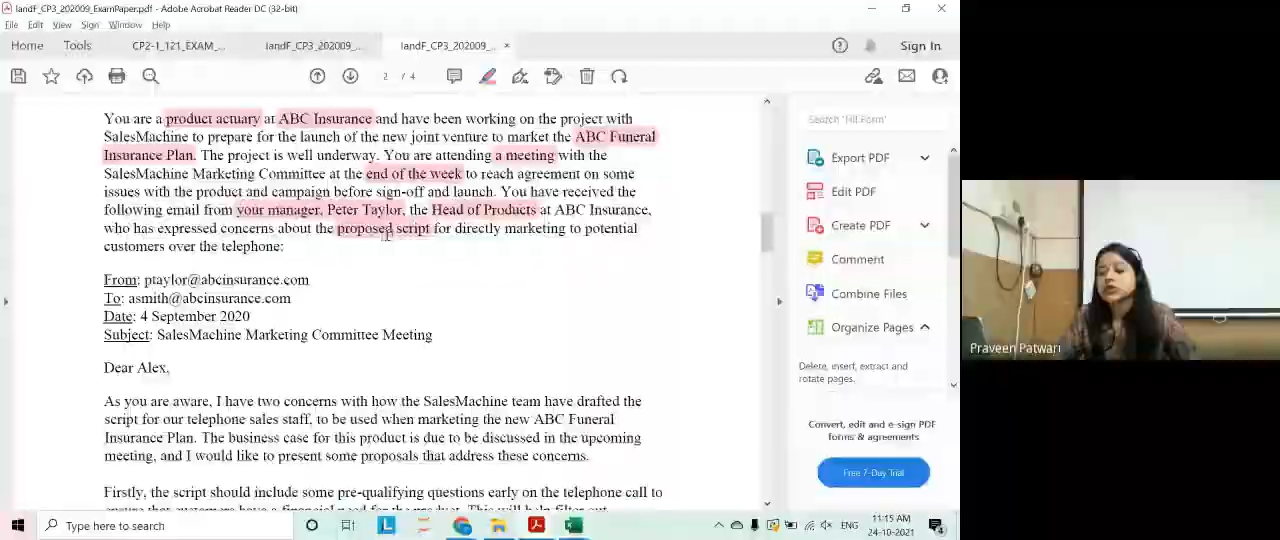 landF_CP3_202009_ExamPaper.pdf - Adobe Acrobat Reader DC (32-bit)
File Edit View Sign Window Help
Home Tools CP2-1_121_EXAM_... IandF_CP3_202009_... IandF_CP3_202009_... × Sign In
2 / 4
You are a product actuary at ABC Insurance and have been working on the project with
SalesMachine to prepare for the launch of the new joint venture to market the ABC Funeral
Insurance Plan. The project is well underway. You are attending a meeting with the
SalesMachine Marketing Committee at the end of the week to reach agreement on some
issues with the product and campaign before sign-off and launch. You have received the
following email from your manager, Peter Taylor, the Head of Products at ABC Insurance,
who has expressed concerns about the proposed script for directly marketing to potential
customers over the telephone:
From: ptaylor@abcinsurance.com
To: asmith@abcinsurance.com
Date: 4 September 2020
Subject: SalesMachine Marketing Committee Meeting
Dear Alex,
As you are aware, I have two concerns with how the SalesMachine team have drafted the
script for our telephone sales staff, to be used when marketing the new ABC Funeral
Insurance Plan. The business case for this product is due to be discussed in the upcoming
meeting, and I would like to present some proposals that address these concerns.
Firstly, the script should include some pre-qualifying questions early on the telephone call to
Export PDF
Edit PDF
Create PDF
Comment
Combine Files
Organize Pages
Delete, insert, extract and
rotate pages.
Convert, edit and e-sign PDF
forms & agreements
Free 7-Day Trial
Praveen Patwari
Type here to search
ENG
11:15 AM
24-10-2021
4